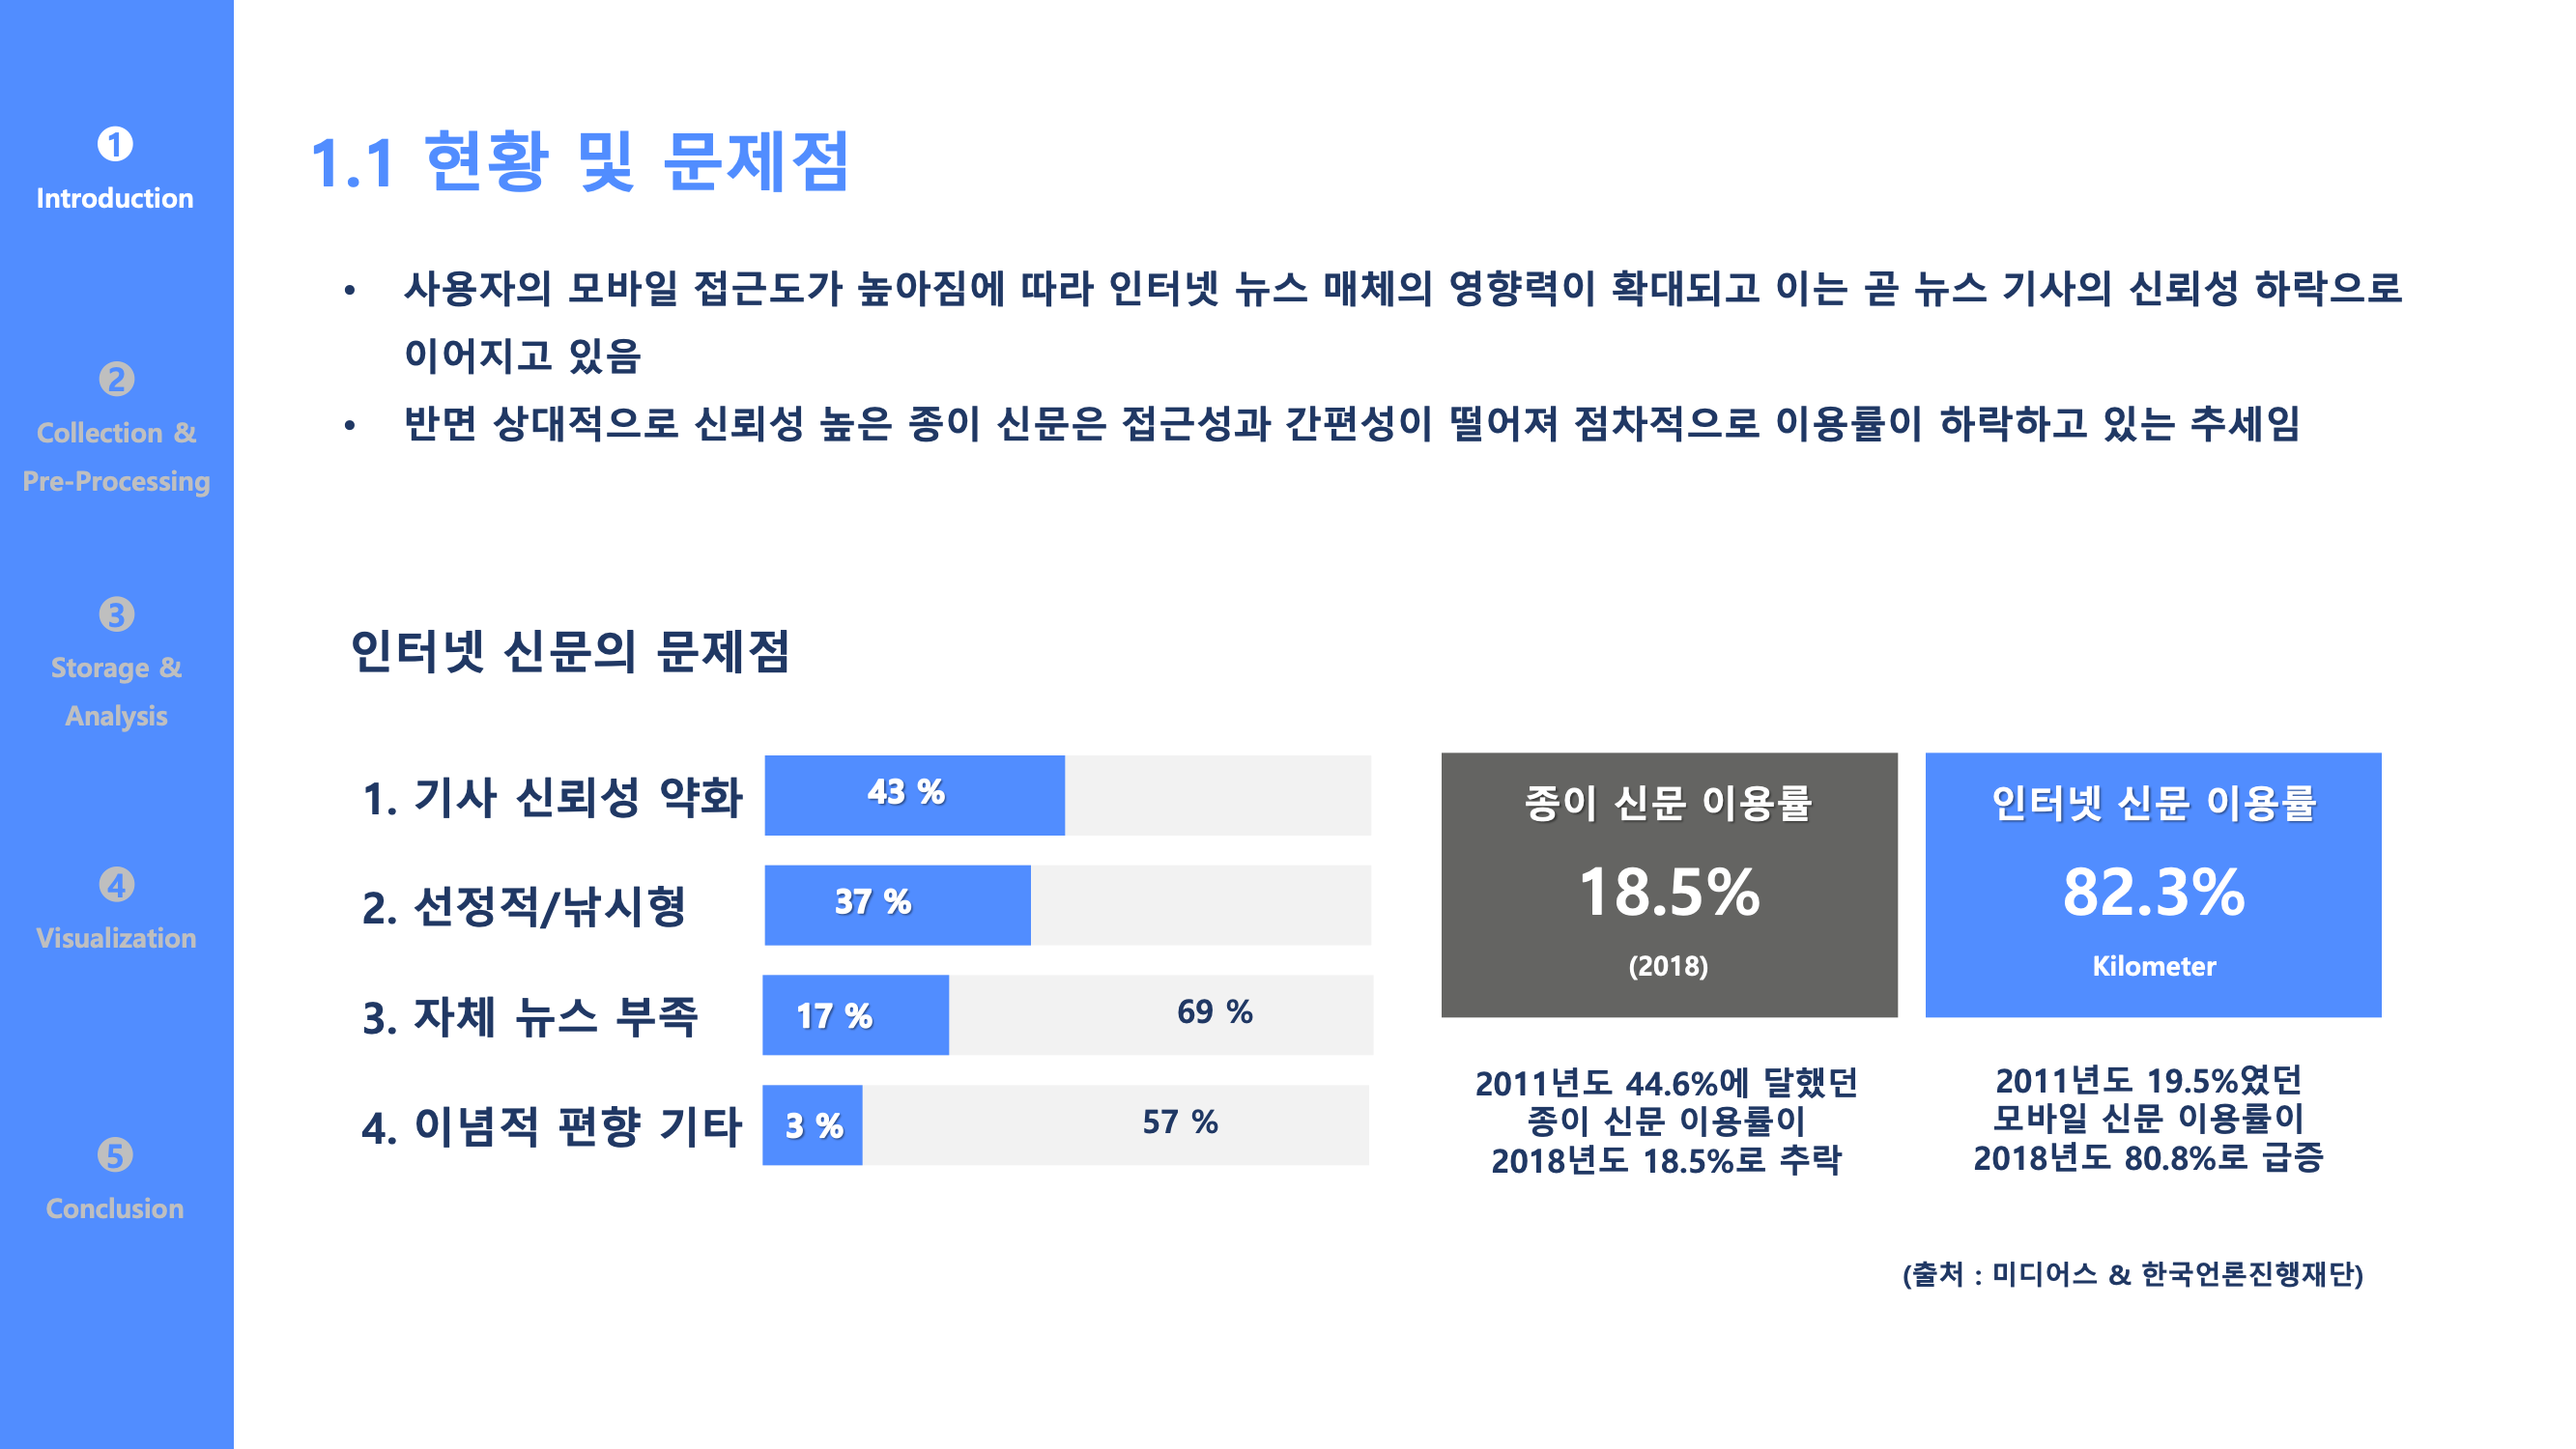 ❶
Introduction
❷
Collection &
Pre-Processing
❸
Storage &
Analysis
❹
Visualization
❺
Conclusion
1.1 현황 및 문제점
• 사용자의 모바일 접근도가 높아짐에 따라 인터넷 뉴스 매체의 영향력이 확대되고 이는 곧 뉴스 기사의 신뢰성 하락으로
이어지고 있음
• 반면 상대적으로 신뢰성 높은 종이 신문은 접근성과 간편성이 떨어져 점차적으로 이용률이 하락하고 있는 추세임
인터넷 신문의 문제점
1. 기사 신뢰성 약화 43 %
2. 선정적/낚시형 37 %
3. 자체 뉴스 부족 17 % 69 %
4. 이념적 편향 기타 3 % 57 %
종이 신문 이용률
18.5%
(2018)
2011년도 44.6%에 달했던
종이 신문 이용률이
2018년도 18.5%로 추락
인터넷 신문 이용률
82.3%
Kilometer
2011년도 19.5%였던
모바일 신문 이용률이
2018년도 80.8%로 급증
(출처 : 미디어스 & 한국언론진행재단)